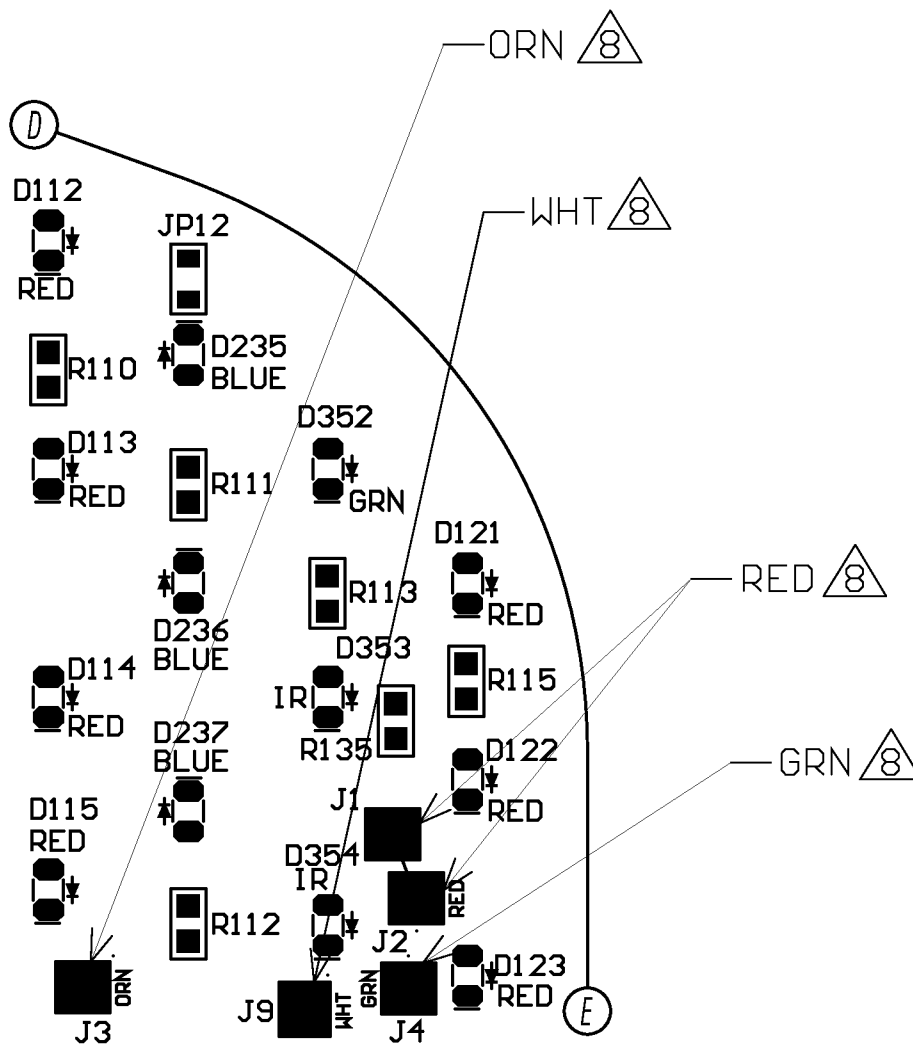 ORN 8
D
D112
WHT 8
JP12
RED
D235
R110
BLUE
D352
D113
R111
RED
GRN
D121
RED 8
R113
RED
D236
D353
BLUE
D114
R115
IR
RED
D237
R135
D122
BLUE
GRN 8
J1
D115
RED
RED
D354
IR
RED
R112
J2
D123
GRN
ORN
RED
J9
WHT
E
J3
J4